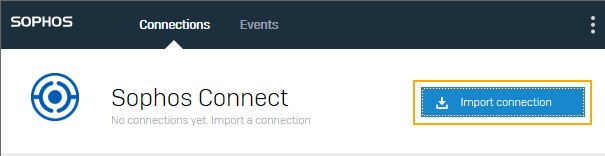 SOPHOS
Connections
Events
Sophos Connect
No connections yet. Import a connection
Import connection